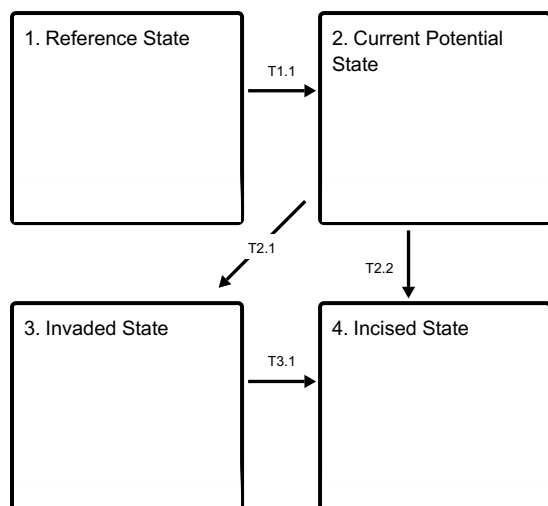 1. Reference State
2. Current Potential
State
T1.1
T2.1
T2.2
3. Invaded State
4. Incised State
T3.1